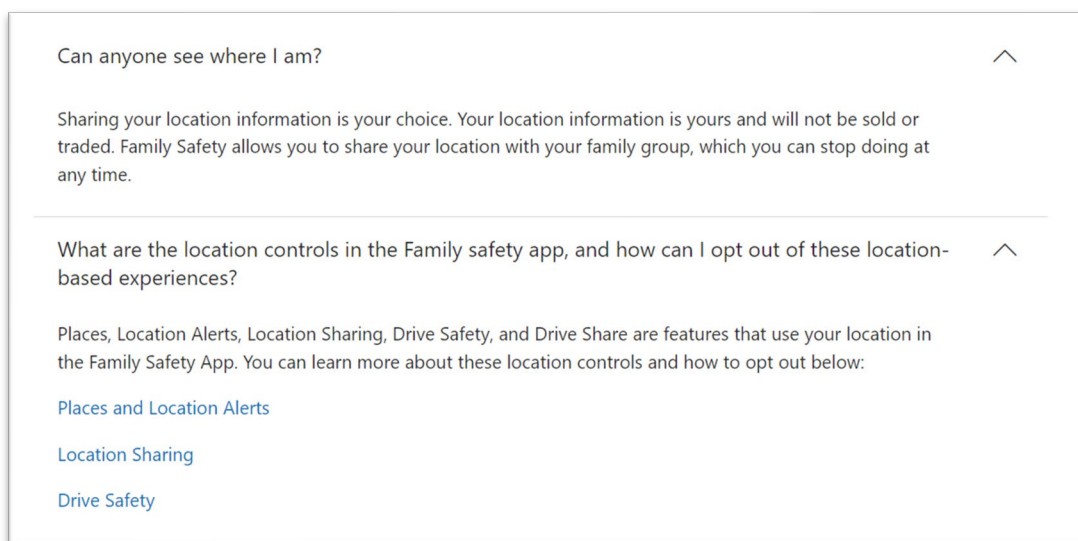 Can anyone see where I am?
Sharing your location information is your choice. Your location information is yours and will not be sold or
traded. Family Safety allows you to share your location with your family group, which you can stop doing at
any time.
What are the location controls in the Family safety app, and how can I opt out of these location-
based experiences?
Places, Location Alerts, Location Sharing, Drive Safety, and Drive Share are features that use your location in
the Family Safety App. You can learn more about these location controls and how to opt out below:
Places and Location Alerts
Location Sharing
Drive Safety